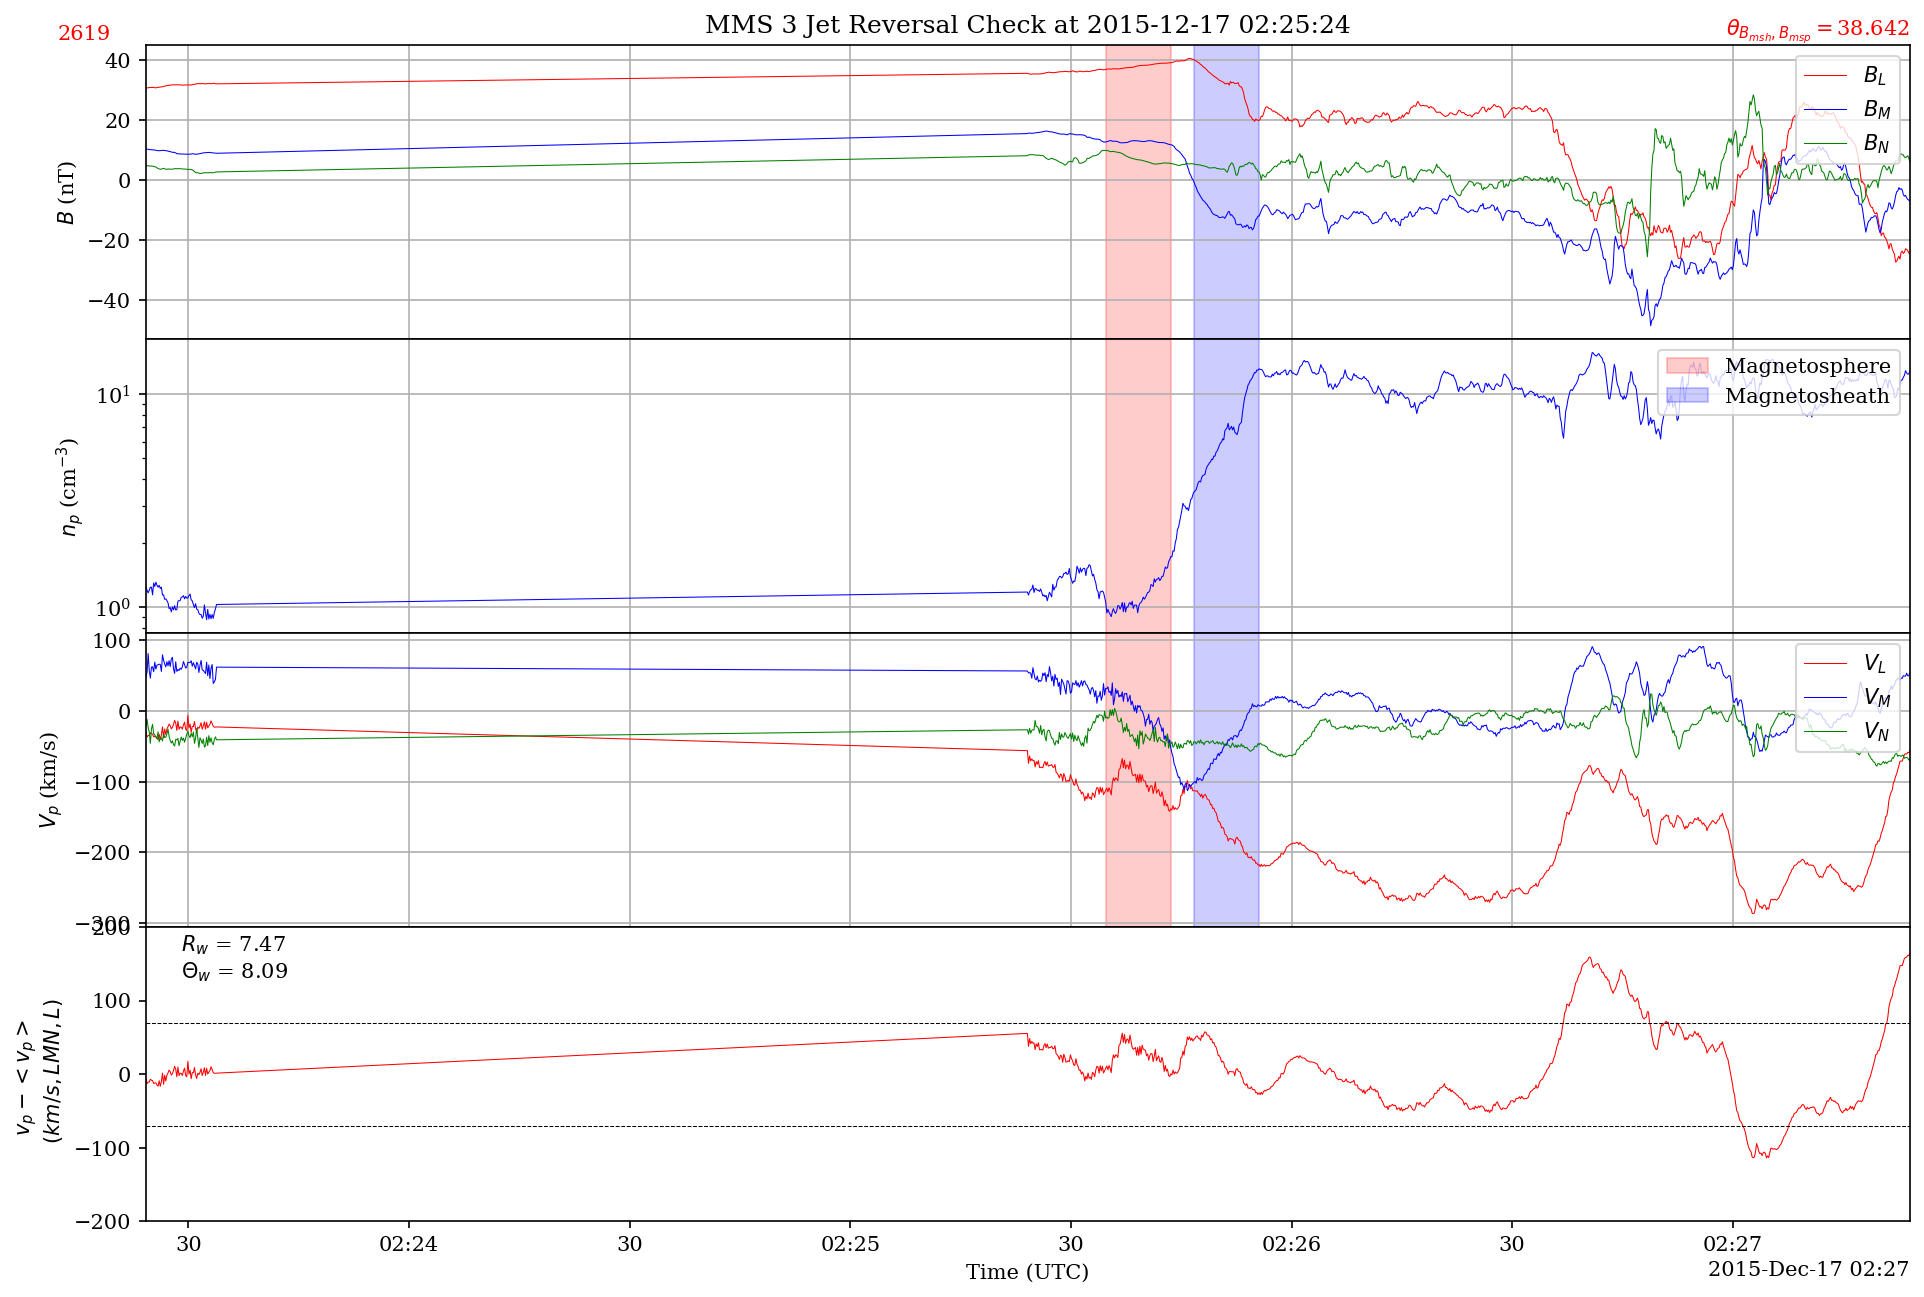 2619
MMS 3 Jet Reversal Check at 2015-12-17 02:25:24
θ_{B_{msh}, B_{msp}} = 38.642
B (nT)
40
20
0
−20
−40
B_L
B_M
B_N
n_p (cm^{−3})
10^1
10^0
Magnetosphere
Magnetosheath
V_p (km/s)
100
0
−100
−200
−300
V_L
V_M
V_N
v_p − <v_p>
(km/s, LMN, L)
200
100
0
−100
−200
R_w = 7.47
Θ_w = 8.09
30
02:24
30
02:25
30
02:26
30
02:27
Time (UTC)
2015-Dec-17 02:27